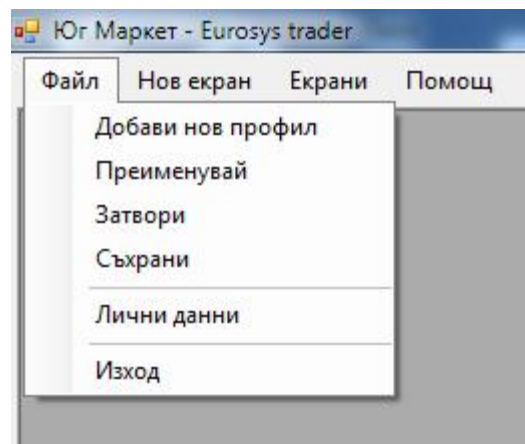 Юг Маркет - Eurosys trader
Файл Нов екран Екрани Помощ
Добави нов профил
Преименувай
Затвори
Съхрани
Лични данни
Изход